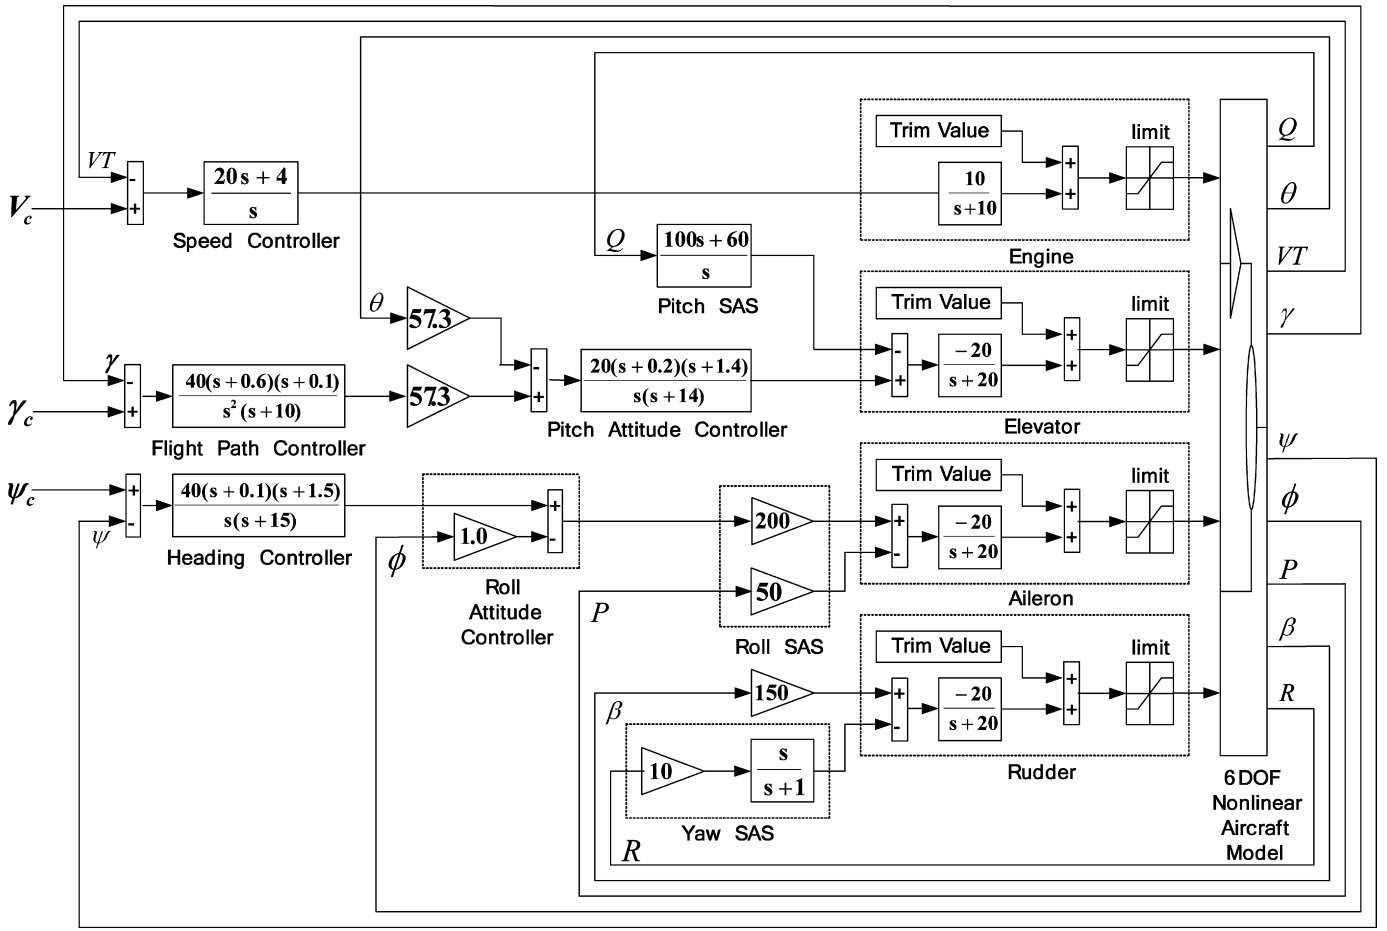 Q
Trim Value
limit
VT
-
+
+
20s + 4
s
10
s+10
θ
V_c
+
Speed Controller
Q
100s + 60
s
Engine
VT
Pitch SAS
θ
57.3
Trim Value
limit
γ
-
+
+
-20
s + 20
γ
-
+
40(s + 0.6)(s + 0.1)
s² (s + 10)
57.3
-
+
20(s + 0.2)(s + 1.4)
s(s + 14)
+
γ_c
Flight Path Controller
Pitch Attitude Controller
Elevator
ψ
Trim Value
limit
ψ_c
+
-
40(s + 0.1)(s + 1.5)
s(s + 15)
+
-
1.0
200
+
-
-20
s + 20
+
+
ϕ
ψ
Heading Controller
ϕ
Roll
Attitude
Controller
50
P
Aileron
P
Roll SAS
Trim Value
limit
β
150
+
-
-20
s + 20
+
+
R
β
10
s
s +1
Rudder
Yaw SAS
R
6DOF
Nonlinear
Aircraft
Model